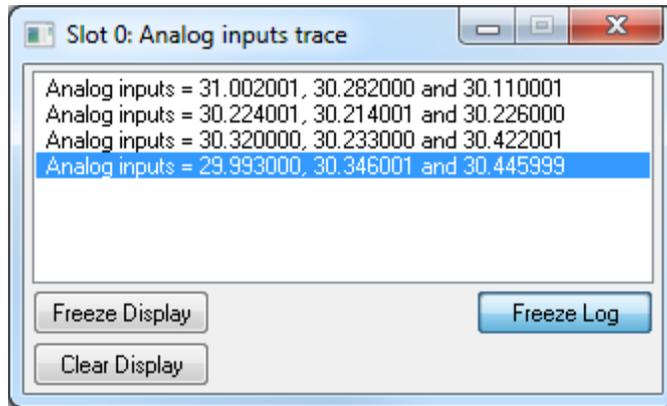 Slot 0: Analog inputs trace
Analog inputs = 31.002001, 30.282000 and 30.110001
Analog inputs = 30.224001, 30.214001 and 30.226000
Analog inputs = 30.320000, 30.233000 and 30.422001
Analog inputs = 29.993000, 30.346001 and 30.445999
Freeze Display
Freeze Log
Clear Display